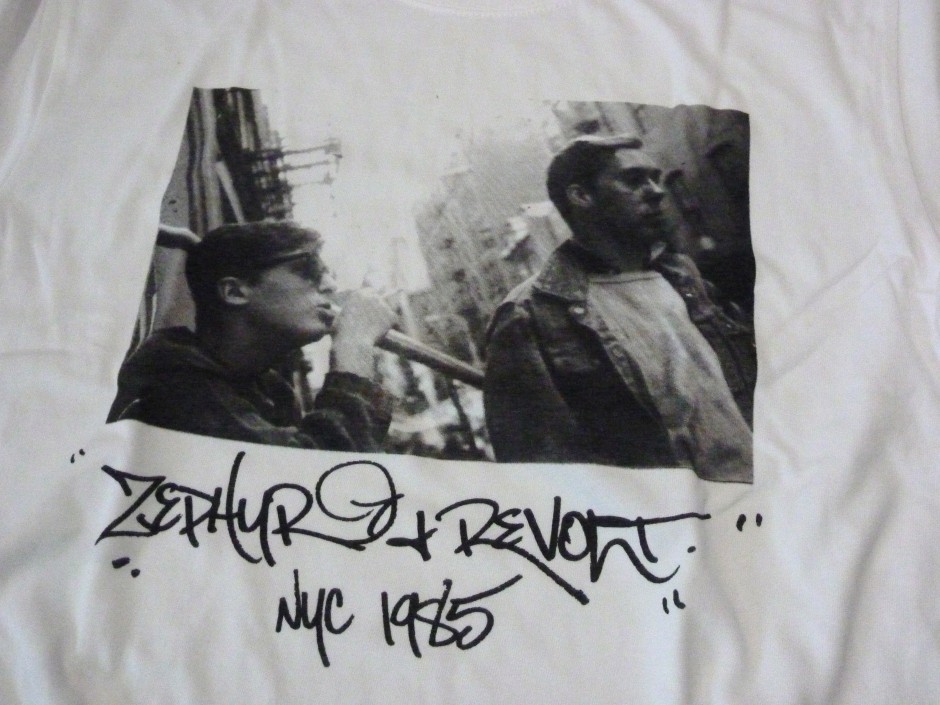 "ZEPHYR + REVOLT."
NYC 1985